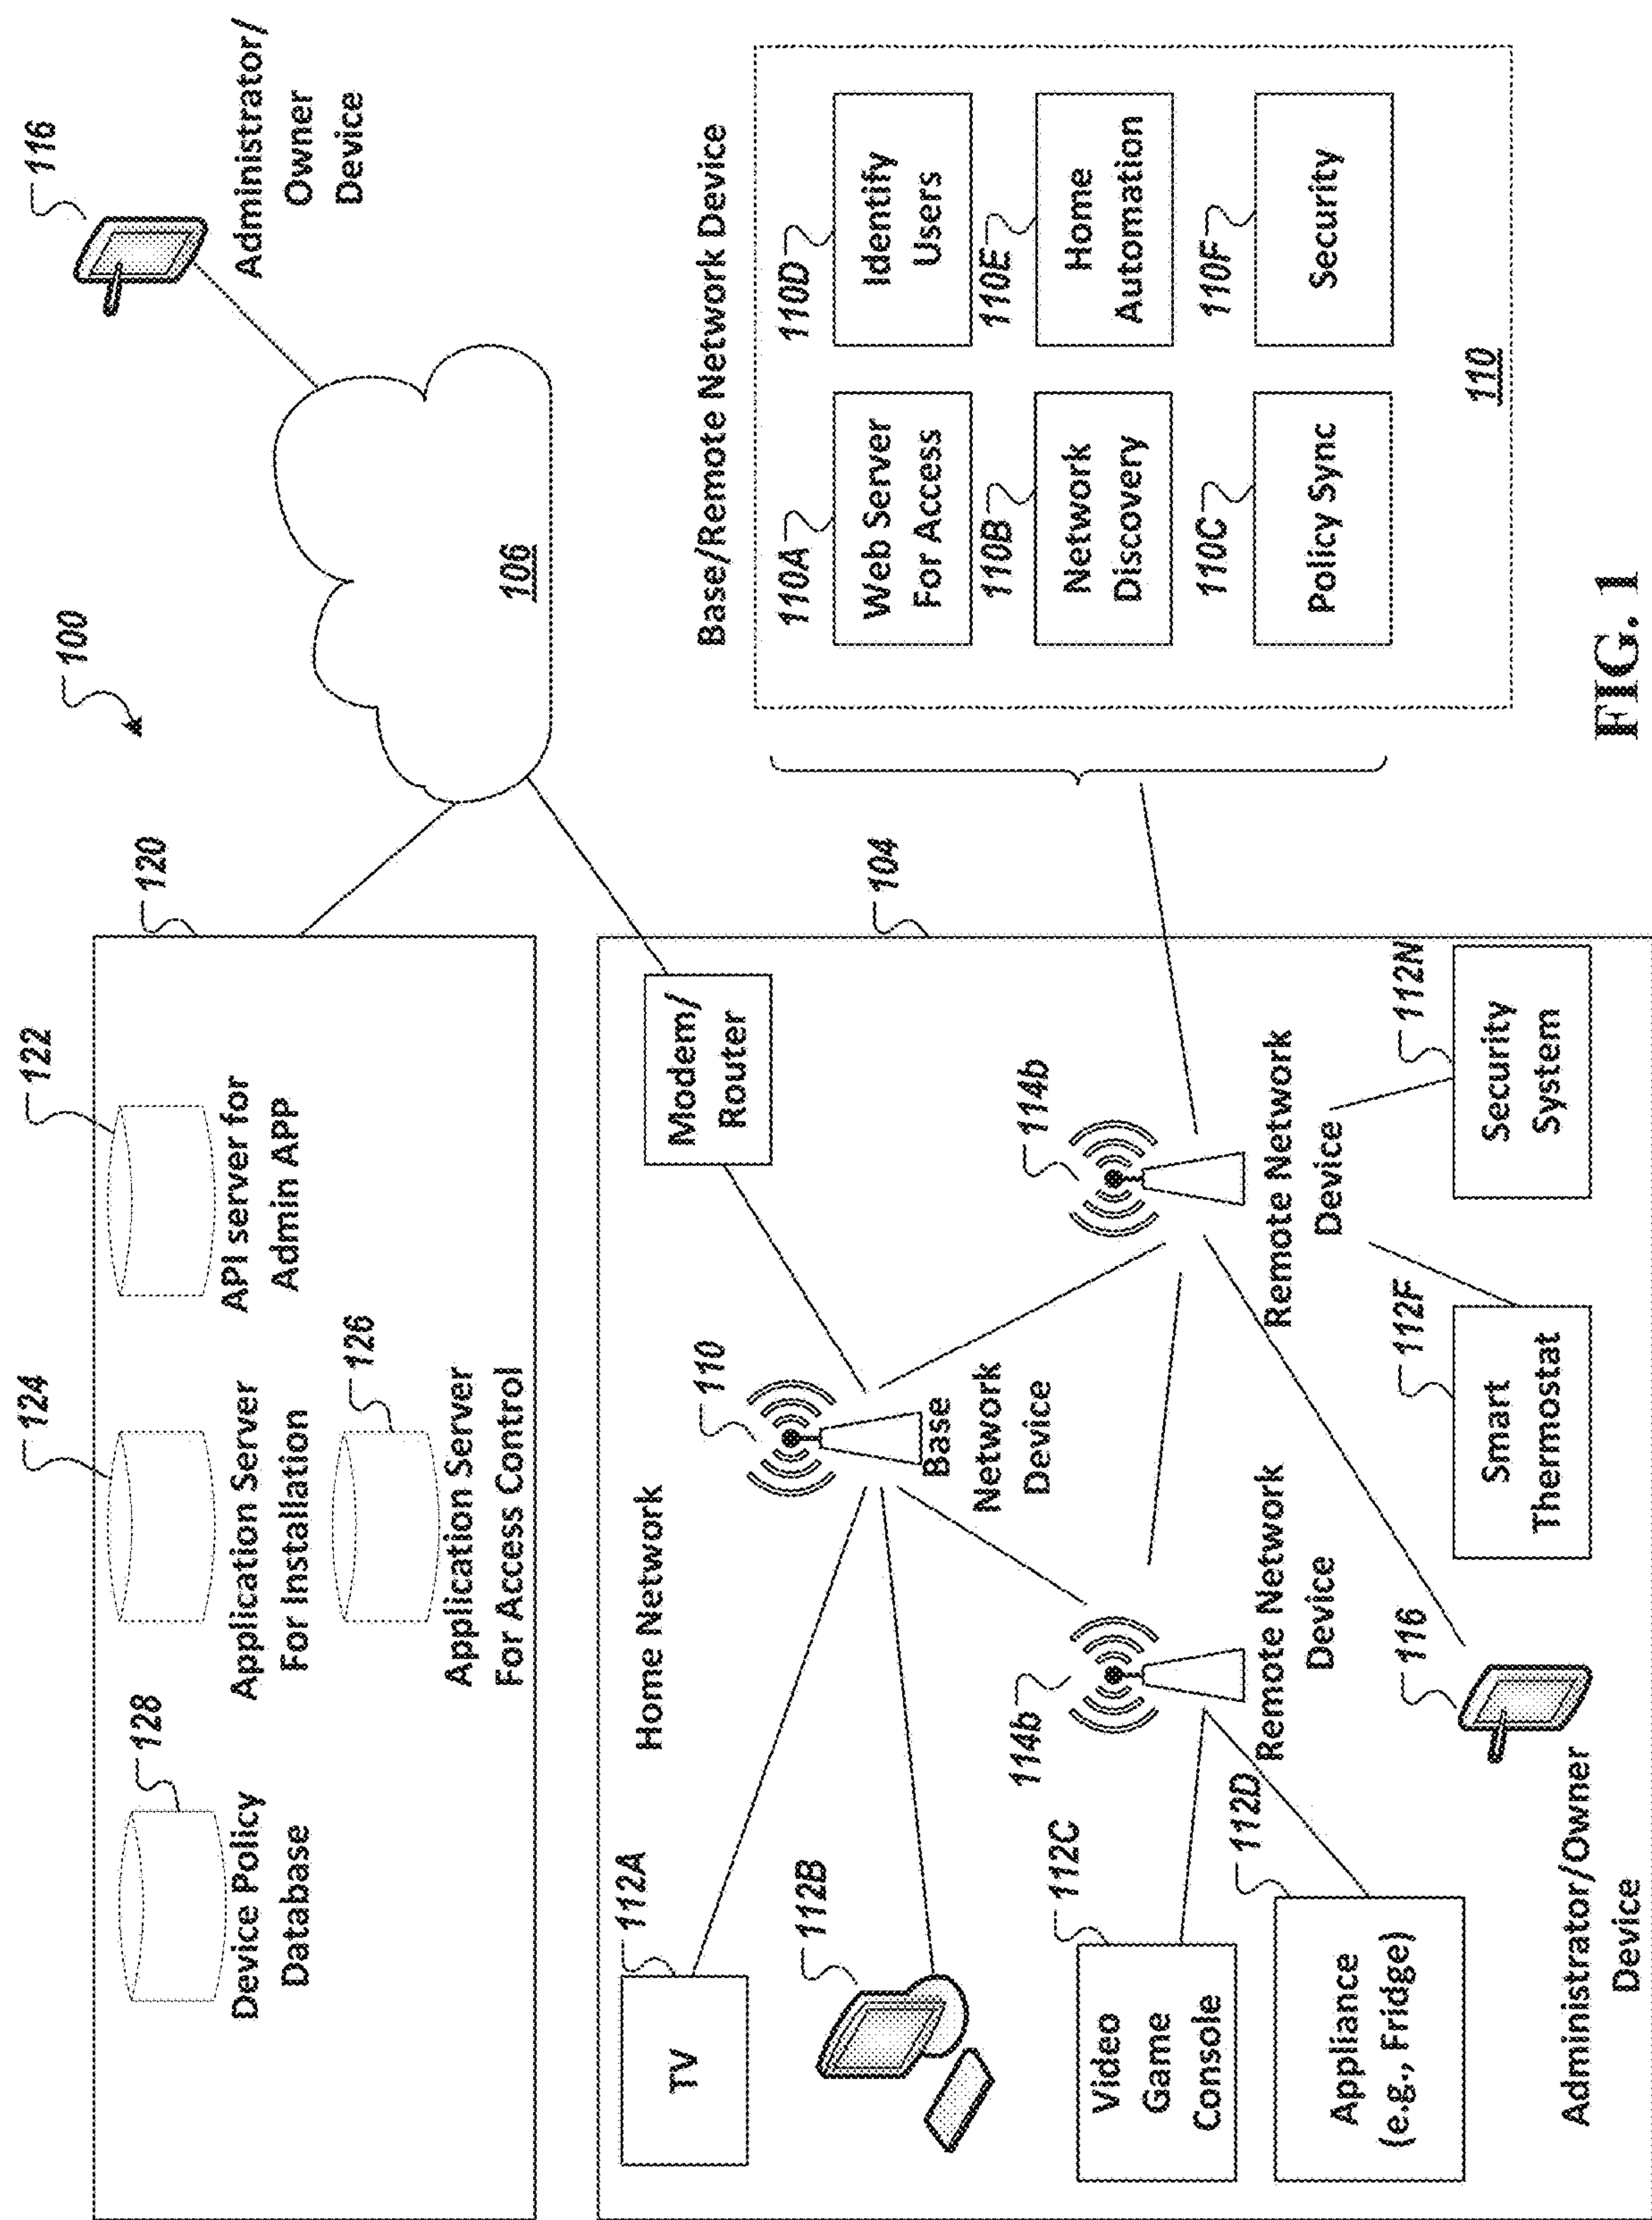 100
116
Administrator/
Owner
Device
106
120
122
API server for
Admin APP
124
Application Server
For Installation
126
Application Server
For Access Control
128
Device Policy
Database
104
Home Network
Modem/
Router
110
Base
Network
Device
112A
TV
112B
114b
Remote Network
Device
114b
Remote Network
Device
112C
Video
Game
Console
112D
Appliance
(e.g., Fridge)
116
Administrator/Owner
Device
112F
Smart
Thermostat
112N
Security
System
Base/Remote Network Device
110A
Web Server
For Access
110D
Identify
Users
110B
Network
Discovery
110E
Home
Automation
110C
Policy Sync
110F
Security
110
FIG. 1